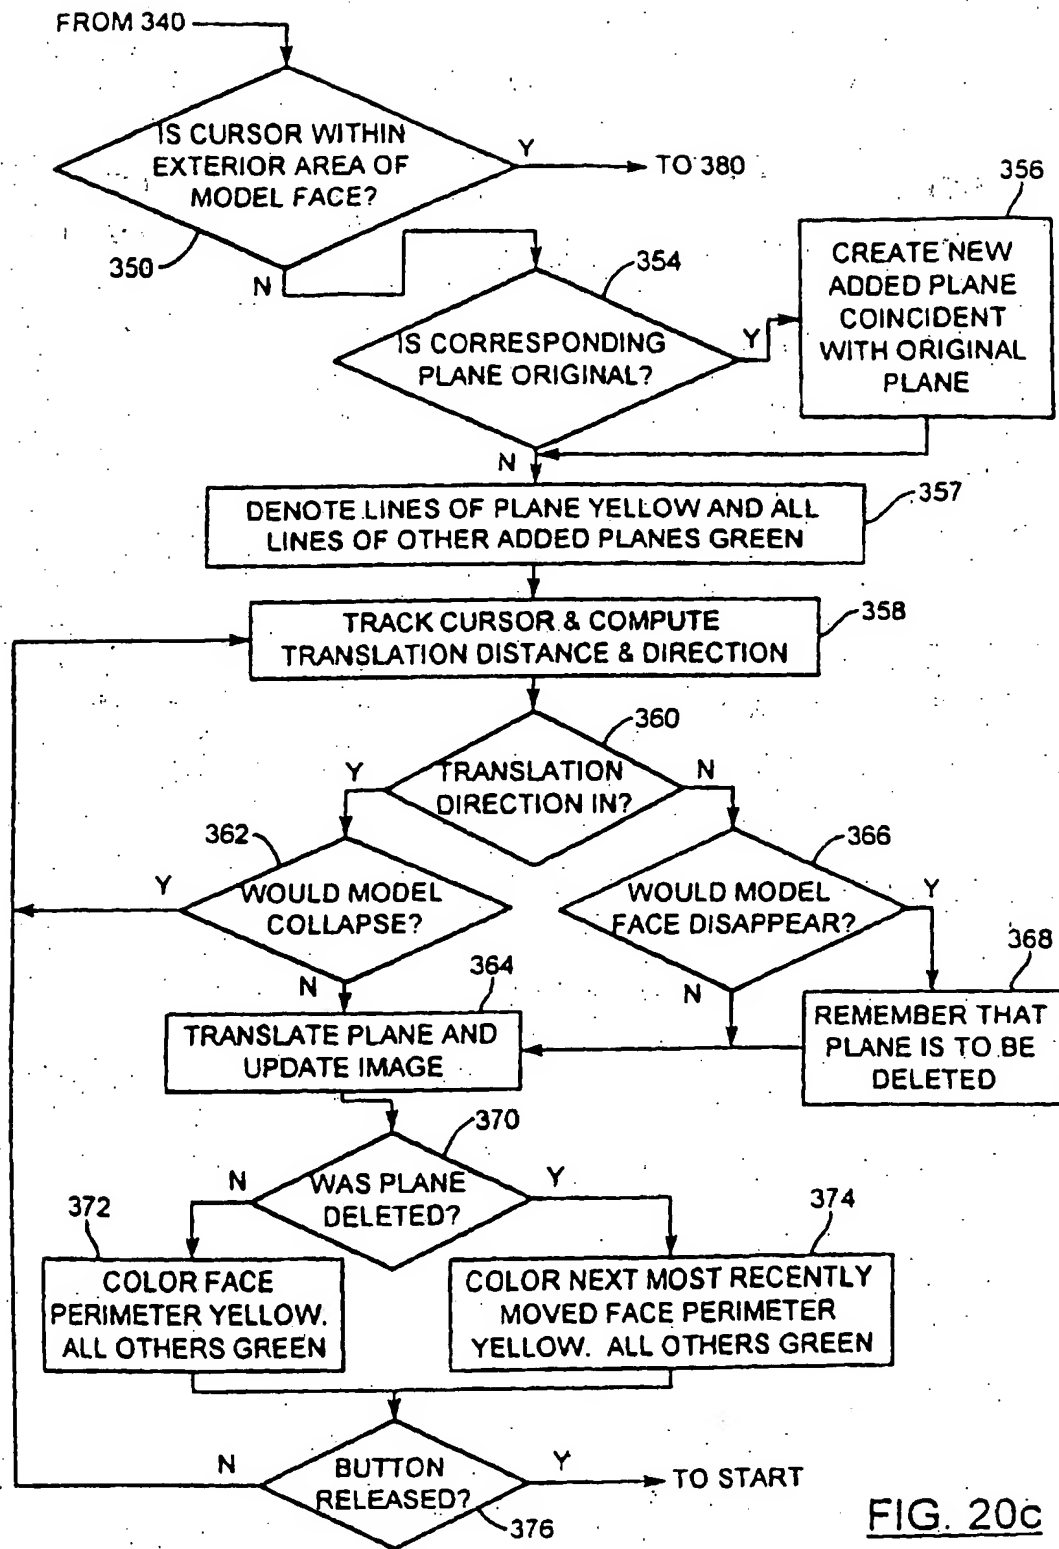 FROM 340
IS CURSOR WITHIN
EXTERIOR AREA OF
MODEL FACE?
Y
TO 380
350
N
354
IS CORRESPONDING
PLANE ORIGINAL?
Y
356
CREATE NEW
ADDED PLANE
COINCIDENT
WITH ORIGINAL
PLANE
N
357
DENOTE LINES OF PLANE YELLOW AND ALL
LINES OF OTHER ADDED PLANES GREEN
358
TRACK CURSOR & COMPUTE
TRANSLATION DISTANCE & DIRECTION
360
TRANSLATION
DIRECTION IN?
Y
N
362
WOULD MODEL
COLLAPSE?
Y
N
366
WOULD MODEL
FACE DISAPPEAR?
Y
N
368
REMEMBER THAT
PLANE IS TO BE
DELETED
364
TRANSLATE PLANE AND
UPDATE IMAGE
370
WAS PLANE
DELETED?
N
Y
372
COLOR FACE
PERIMETER YELLOW.
ALL OTHERS GREEN
374
COLOR NEXT MOST RECENTLY
MOVED FACE PERIMETER
YELLOW. ALL OTHERS GREEN
N
BUTTON
RELEASED?
Y
TO START
376
FIG. 20c